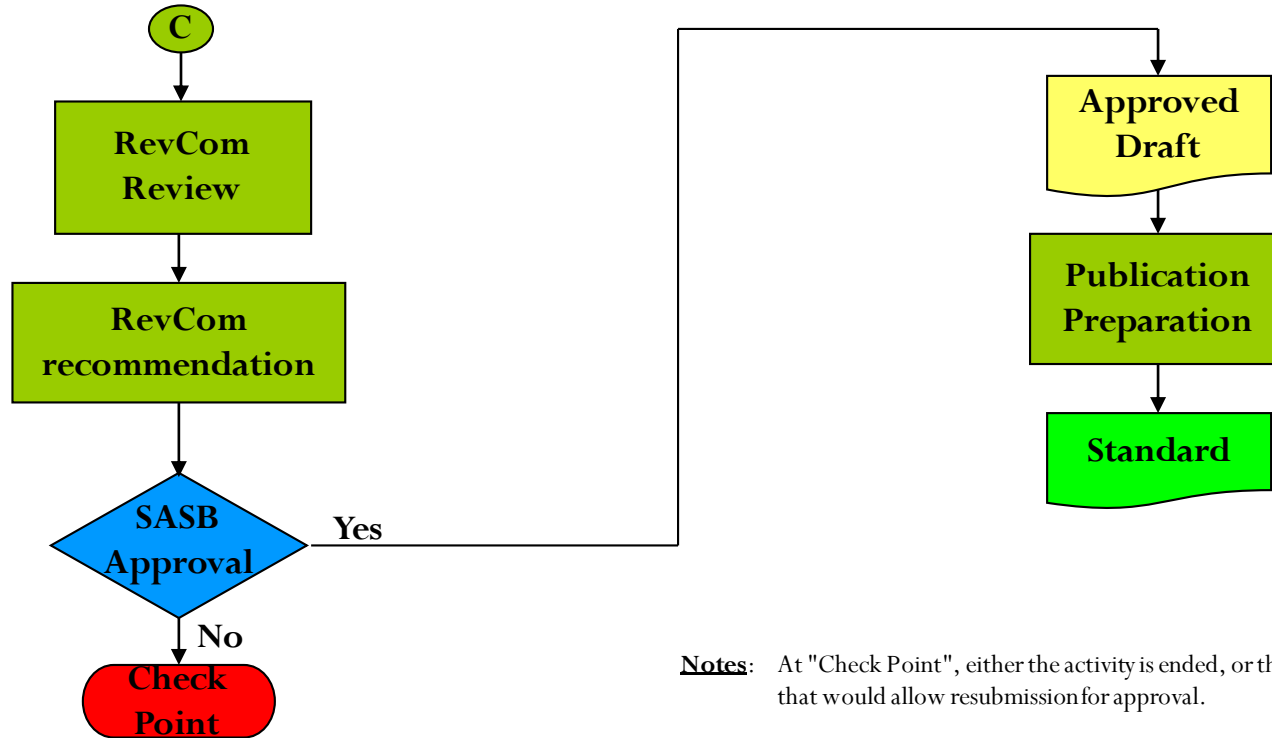 C
RevCom
Review
RevCom
recommendation
SASB
Approval
Yes
No
Check
Point
Approved
Draft
Publication
Preparation
Standard
Notes: At "Check Point", either the activity is ended, or
that would allow resubmission for approval.